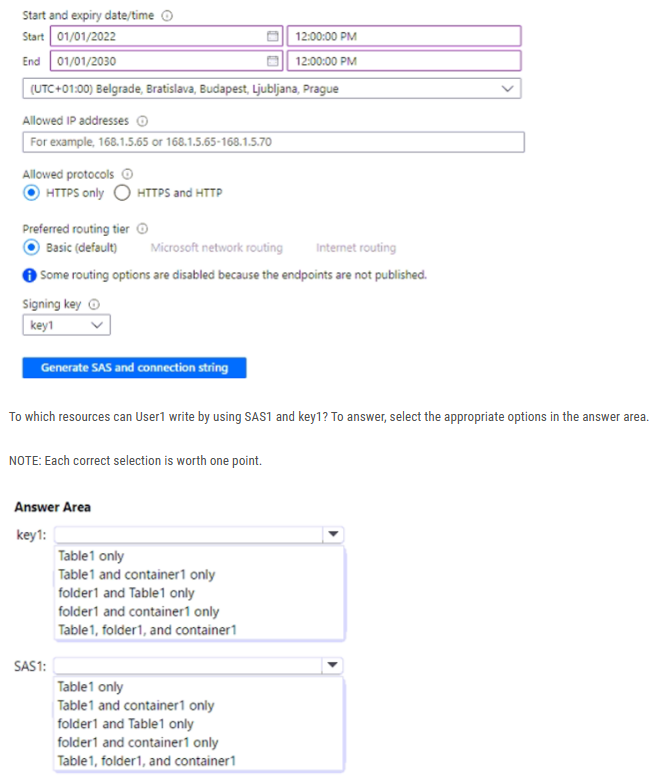 Start and expiry date/time
Start 01/01/2022 12:00:00 PM
End 01/01/2030 12:00:00 PM
(UTC+01:00) Belgrade, Bratislava, Budapest, Ljubljana, Prague
Allowed IP addresses
For example, 168.1.5.65 or 168.1.5.65-168.1.5.70
Allowed protocols
HTTPS only HTTPS and HTTP
Preferred routing tier
Basic (default) Microsoft network routing Internet routing
Some routing options are disabled because the endpoints are not published.
Signing key
key1
Generate SAS and connection string
To which resources can User1 write by using SAS1 and key1? To answer, select the appropriate options in the answer area.
NOTE: Each correct selection is worth one point.
Answer Area
key1:
Table1 only
Table1 and container1 only
folder1 and Table1 only
folder1 and container1 only
Table1, folder1, and container1
SAS1:
Table1 only
Table1 and container1 only
folder1 and Table1 only
folder1 and container1 only
Table1, folder1, and container1